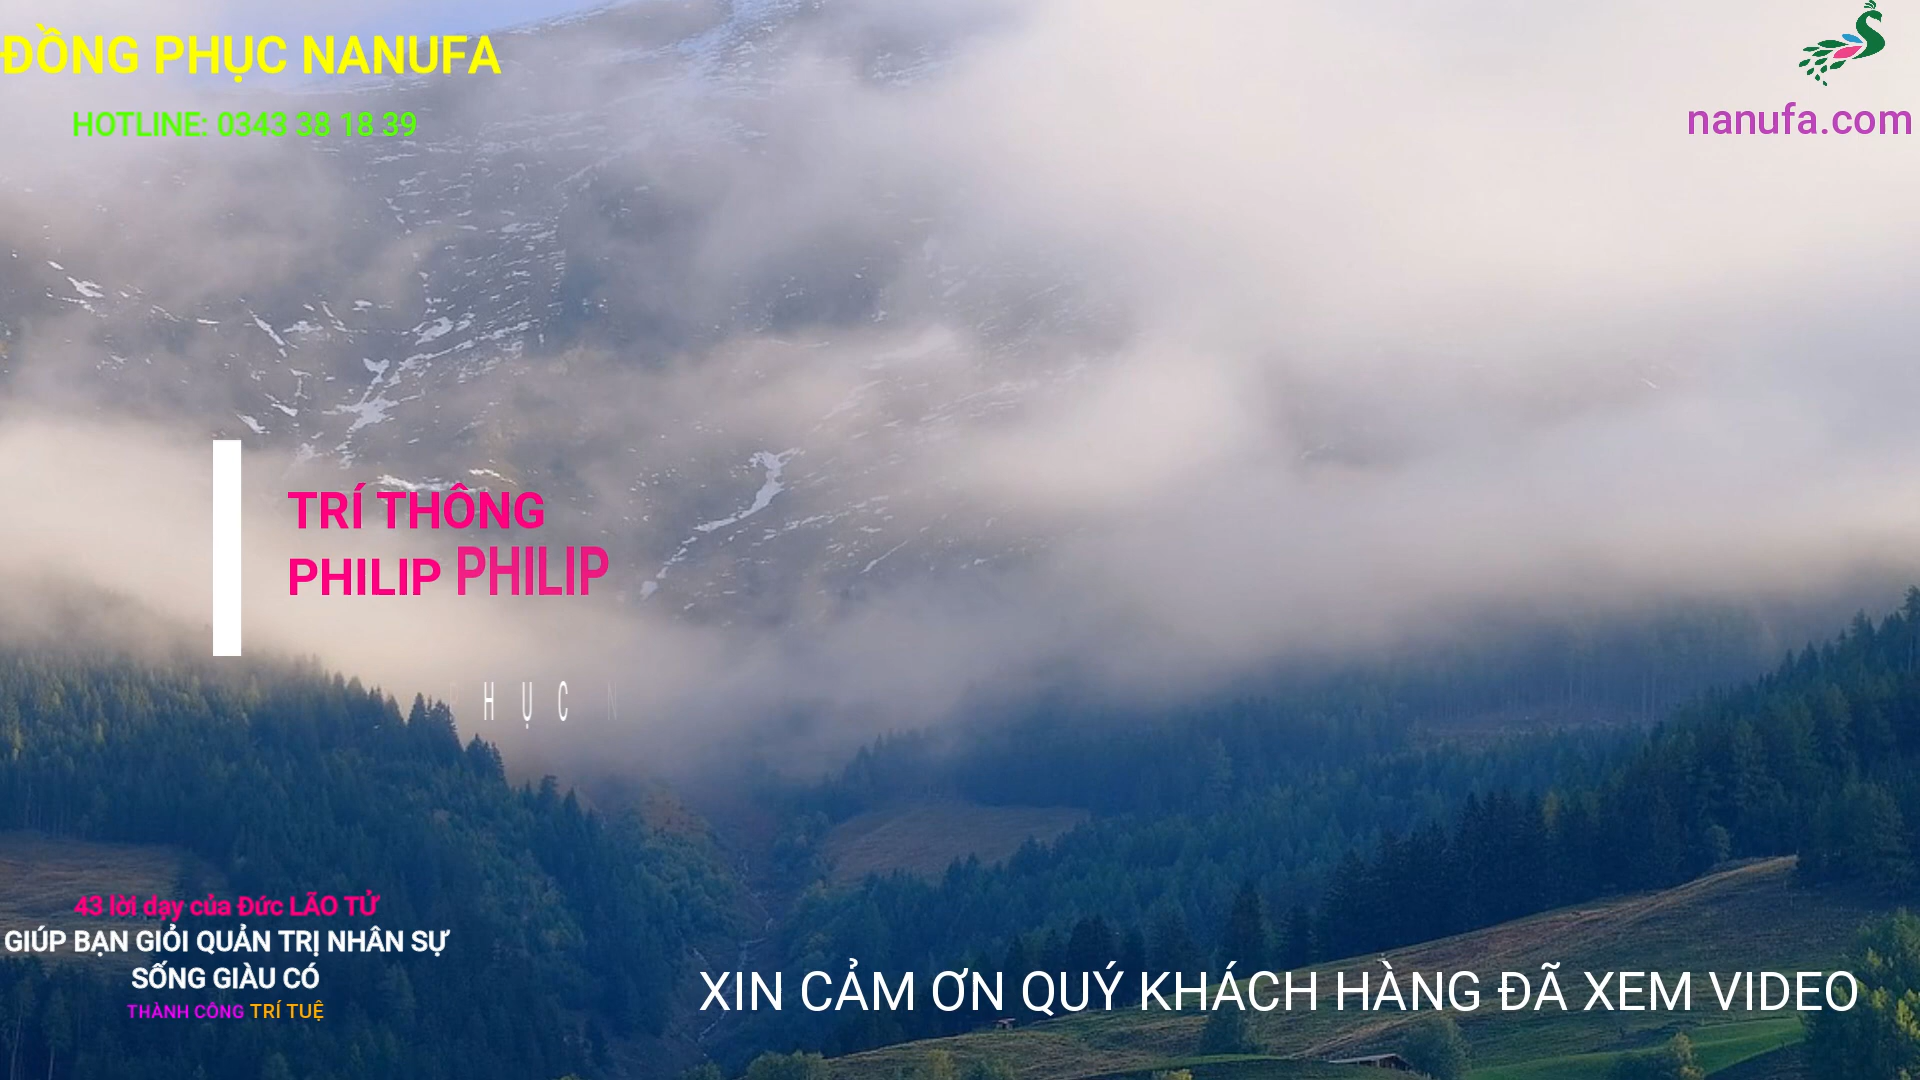 ĐỒNG PHỤC NANUFA
HOTLINE: 0343 38 18 39
nanufa.com
TRÍ THÔNG
PHILIP PHILIP
HỤC
43 lời dạy của Đức LÃO TỬ
GIÚP BẠN GIỎI QUẢN TRỊ NHÂN SỰ
SỐNG GIÀU CÓ
THÀNH CÔNG TRÍ TUỆ
XIN CẢM ƠN QUÝ KHÁCH HÀNG ĐÃ XEM VIDEO